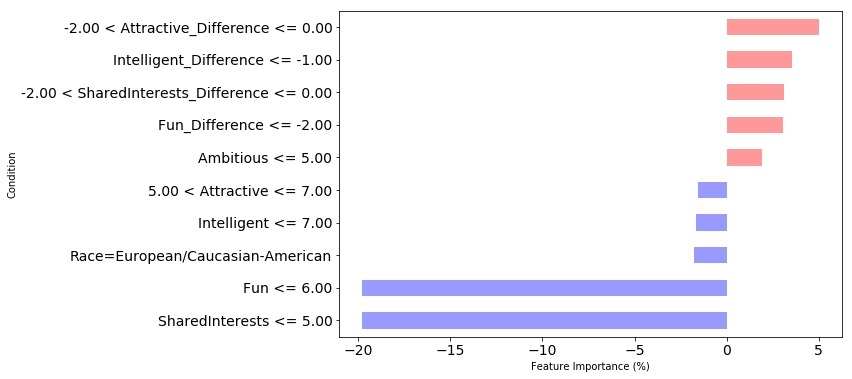 -2.00 < Attractive_Difference <= 0.00
Intelligent_Difference <= -1.00
-2.00 < SharedInterests_Difference <= 0.00
Fun_Difference <= -2.00
Ambitious <= 5.00
5.00 < Attractive <= 7.00
Intelligent <= 7.00
Race=European/Caucasian-American
Fun <= 6.00
SharedInterests <= 5.00
Condition
−20 −15 −10 −5 0 5
Feature Importance (%)